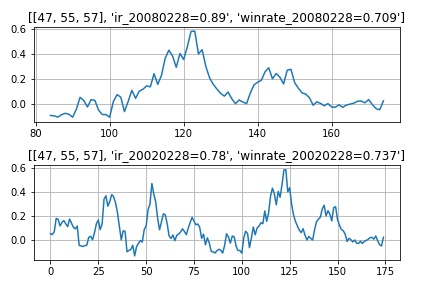 [[47, 55, 57], 'ir_20080228=0.89', 'winrate_20080228=0.709']
0.6
0.4
0.2
0.0
80 100 120 140 160
[[47, 55, 57], 'ir_20020228=0.78', 'winrate_20020228=0.737']
0.6
0.4
0.2
0.0
0 25 50 75 100 125 150 175